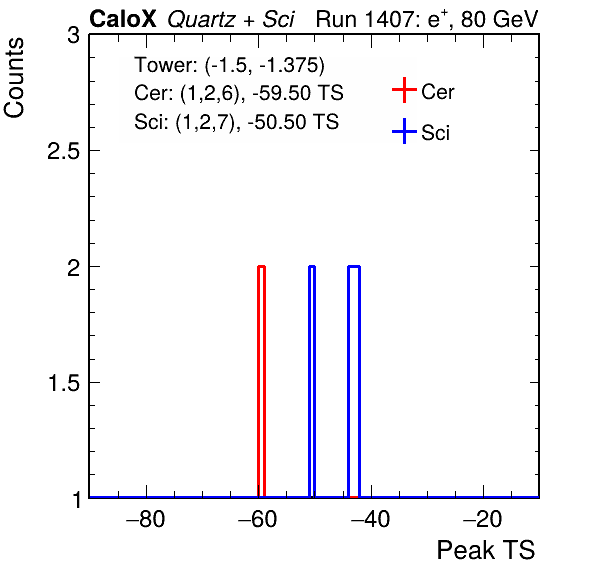 CaloX Quartz + Sci Run 1407: e+, 80 GeV
Counts
3
Tower: (-1.5, -1.375)
Cer: (1,2,6), -59.50 TS
Sci: (1,2,7), -50.50 TS
Cer
Sci
2.5
2
1.5
1
−80 −60 −40 −20
Peak TS